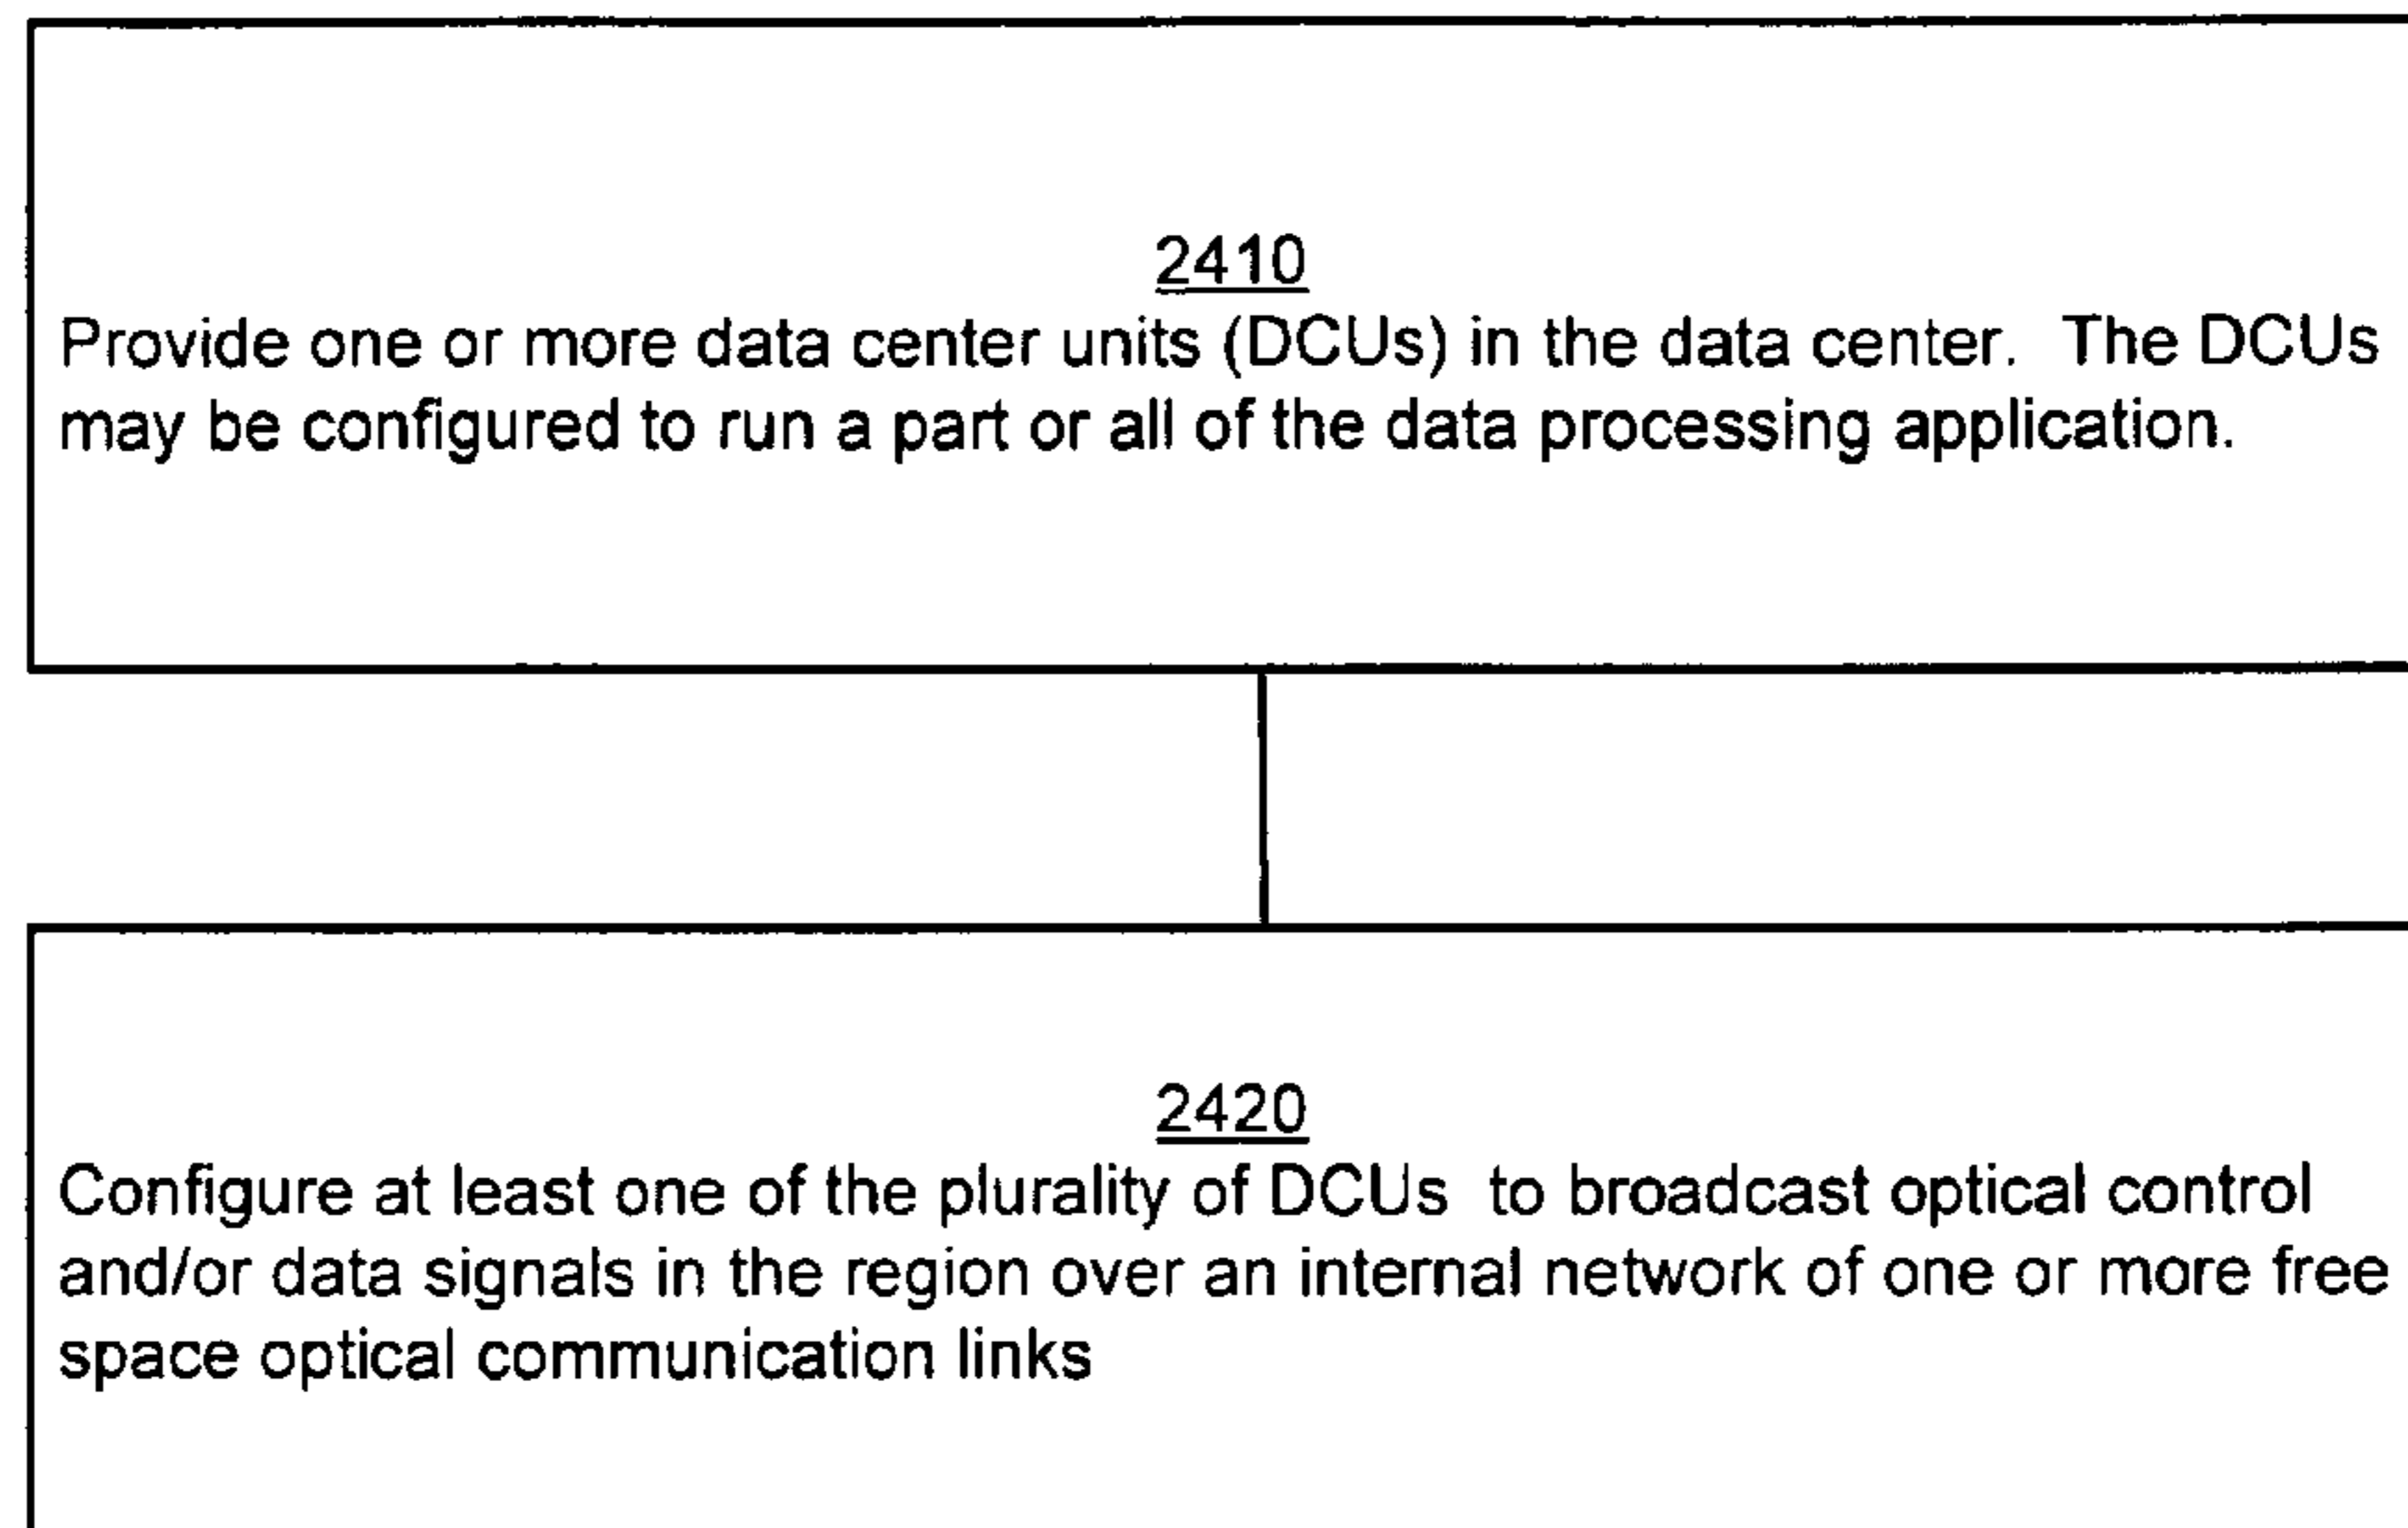 2410
Provide one or more data center units (DCUs) in the data center.  The DCUs
may be configured to run a part or all of the data processing application.
2420
Configure at least one of the plurality of DCUs  to broadcast optical control
and/or data signals in the region over an internal network of one or more free
space optical communication links